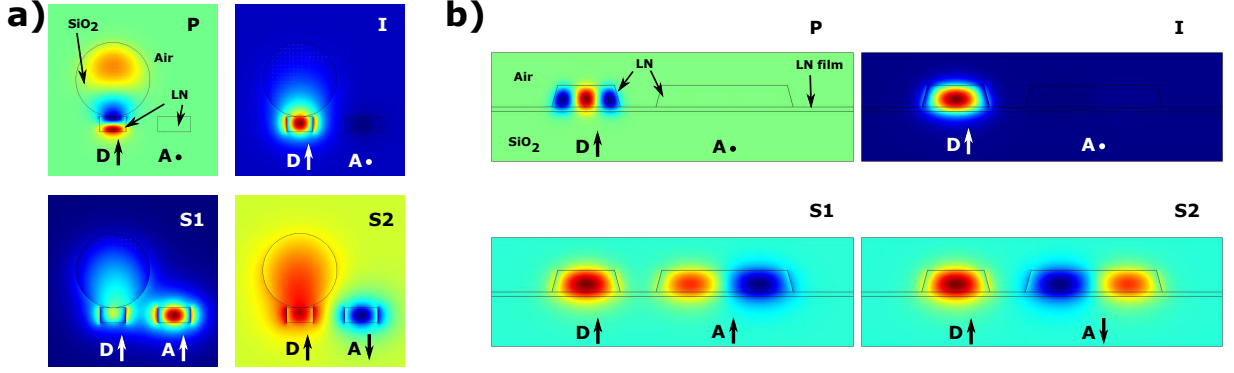 a)
P
SiO₂
Air
LN
D A•
I
D A•
S1
D A
S2
D A
b)
P
Air
LN
LN film
SiO₂
D A•
I
D A•
S1
D A
S2
D A